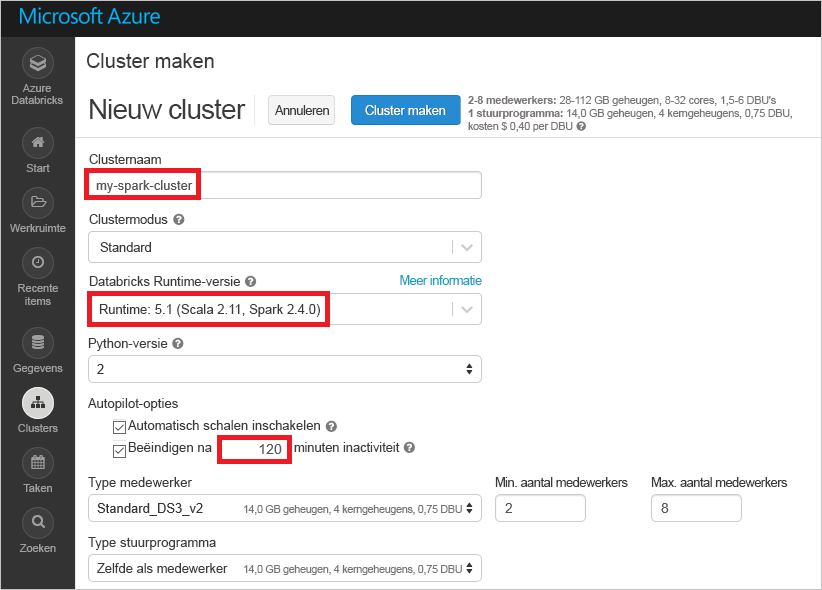 Microsoft Azure
Azure
Databricks
Start
Werkruimte
Recente
items
Gegevens
Clusters
Taken
Zoeken
Cluster maken
Nieuw cluster
Annuleren
Cluster maken
2-8 medewerkers: 28-112 GB geheugen, 8-32 cores, 1,5-6 DBU's
1 stuurprogramma: 14,0 GB geheugen, 4 kerngeheugens, 0,75 DBU,
kosten $ 0,40 per DBU ?
Clusternaam
my-spark-cluster
Clustermodus ?
Standard
Databricks Runtime-versie ? Meer informatie
Runtime: 5.1 (Scala 2.11, Spark 2.4.0)
Python-versie ?
2
Autopilot-opties
Automatisch schalen inschakelen ?
Beëindigen na 120 minuten inactiviteit ?
Type medewerker Min. aantal medewerkers Max. aantal medewerkers
Standard_DS3_v2 14,0 GB geheugen, 4 kerngeheugens, 0,75 DBU 2 8
Type stuurprogramma
Zelfde als medewerker 14,0 GB geheugen, 4 kerngeheugens, 0,75 DBU